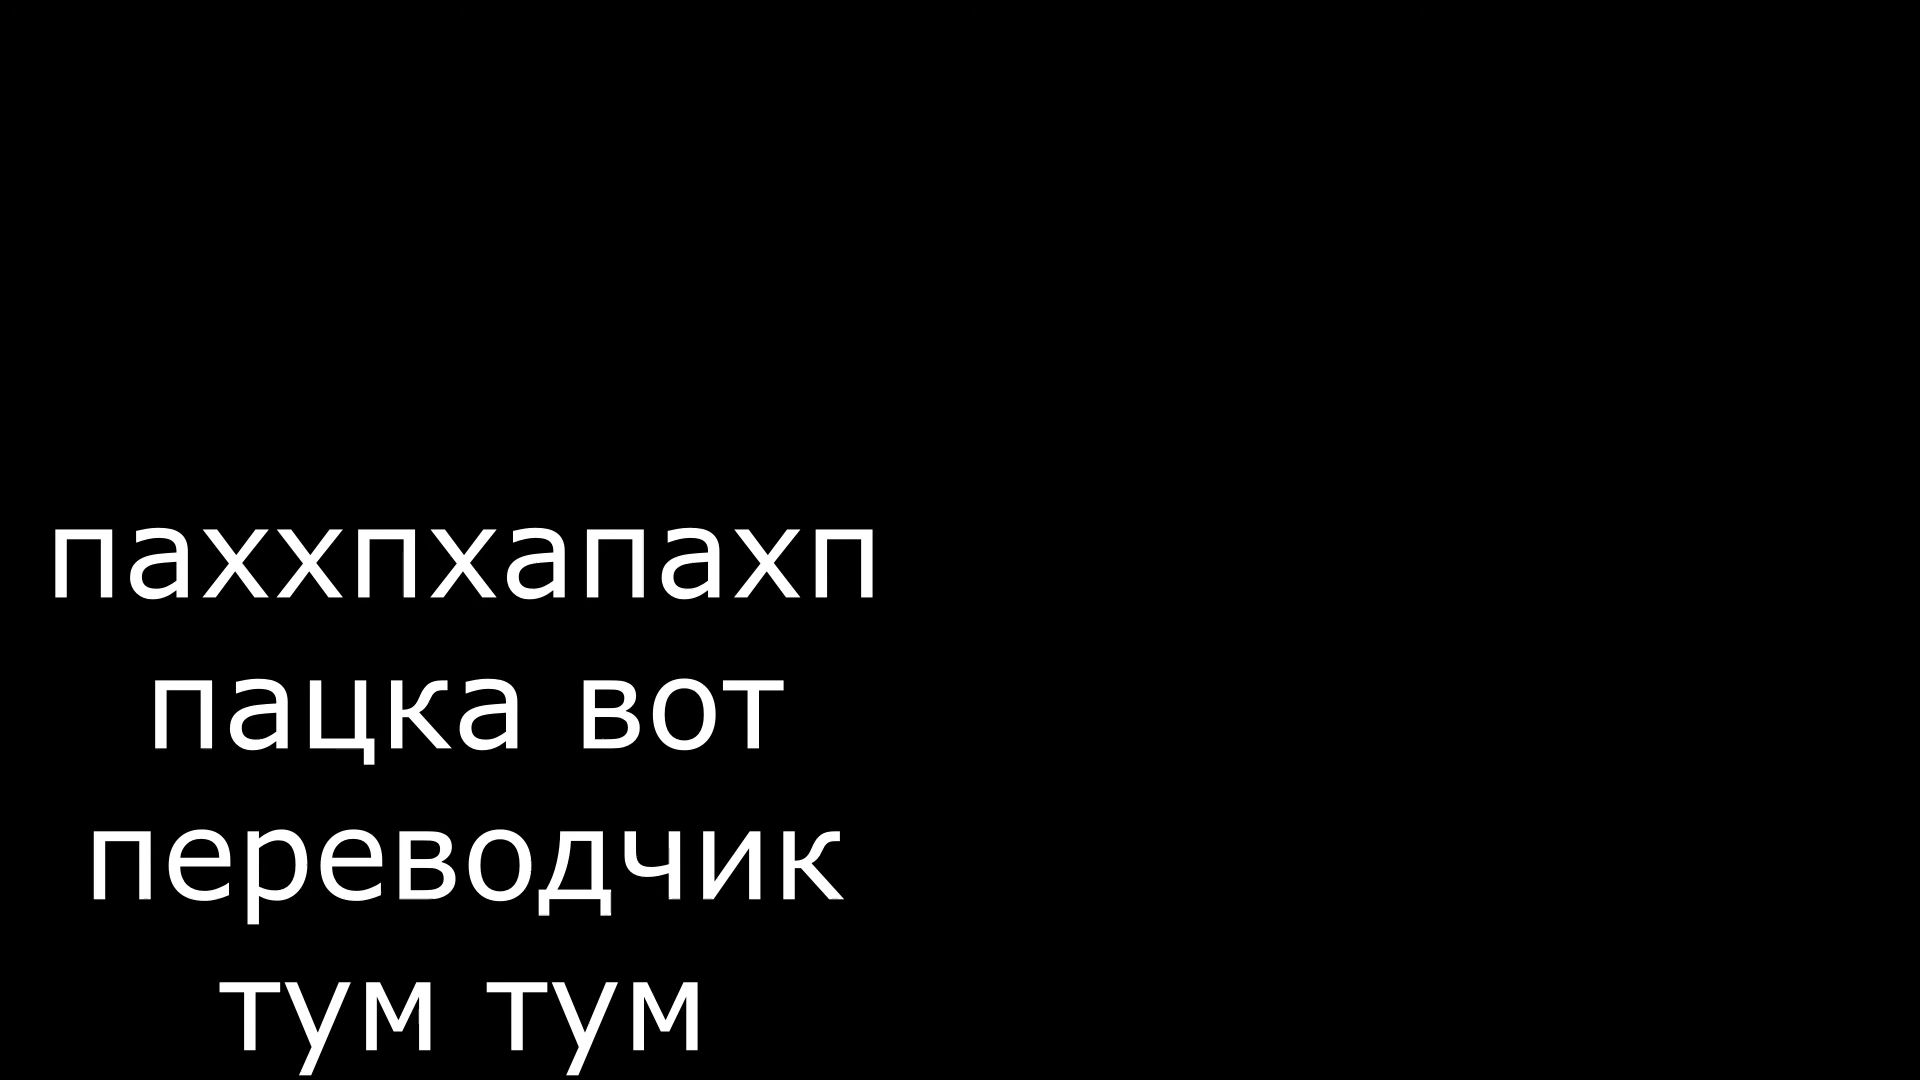 паххпхапахп
пацка вот
переводчик
тум тум